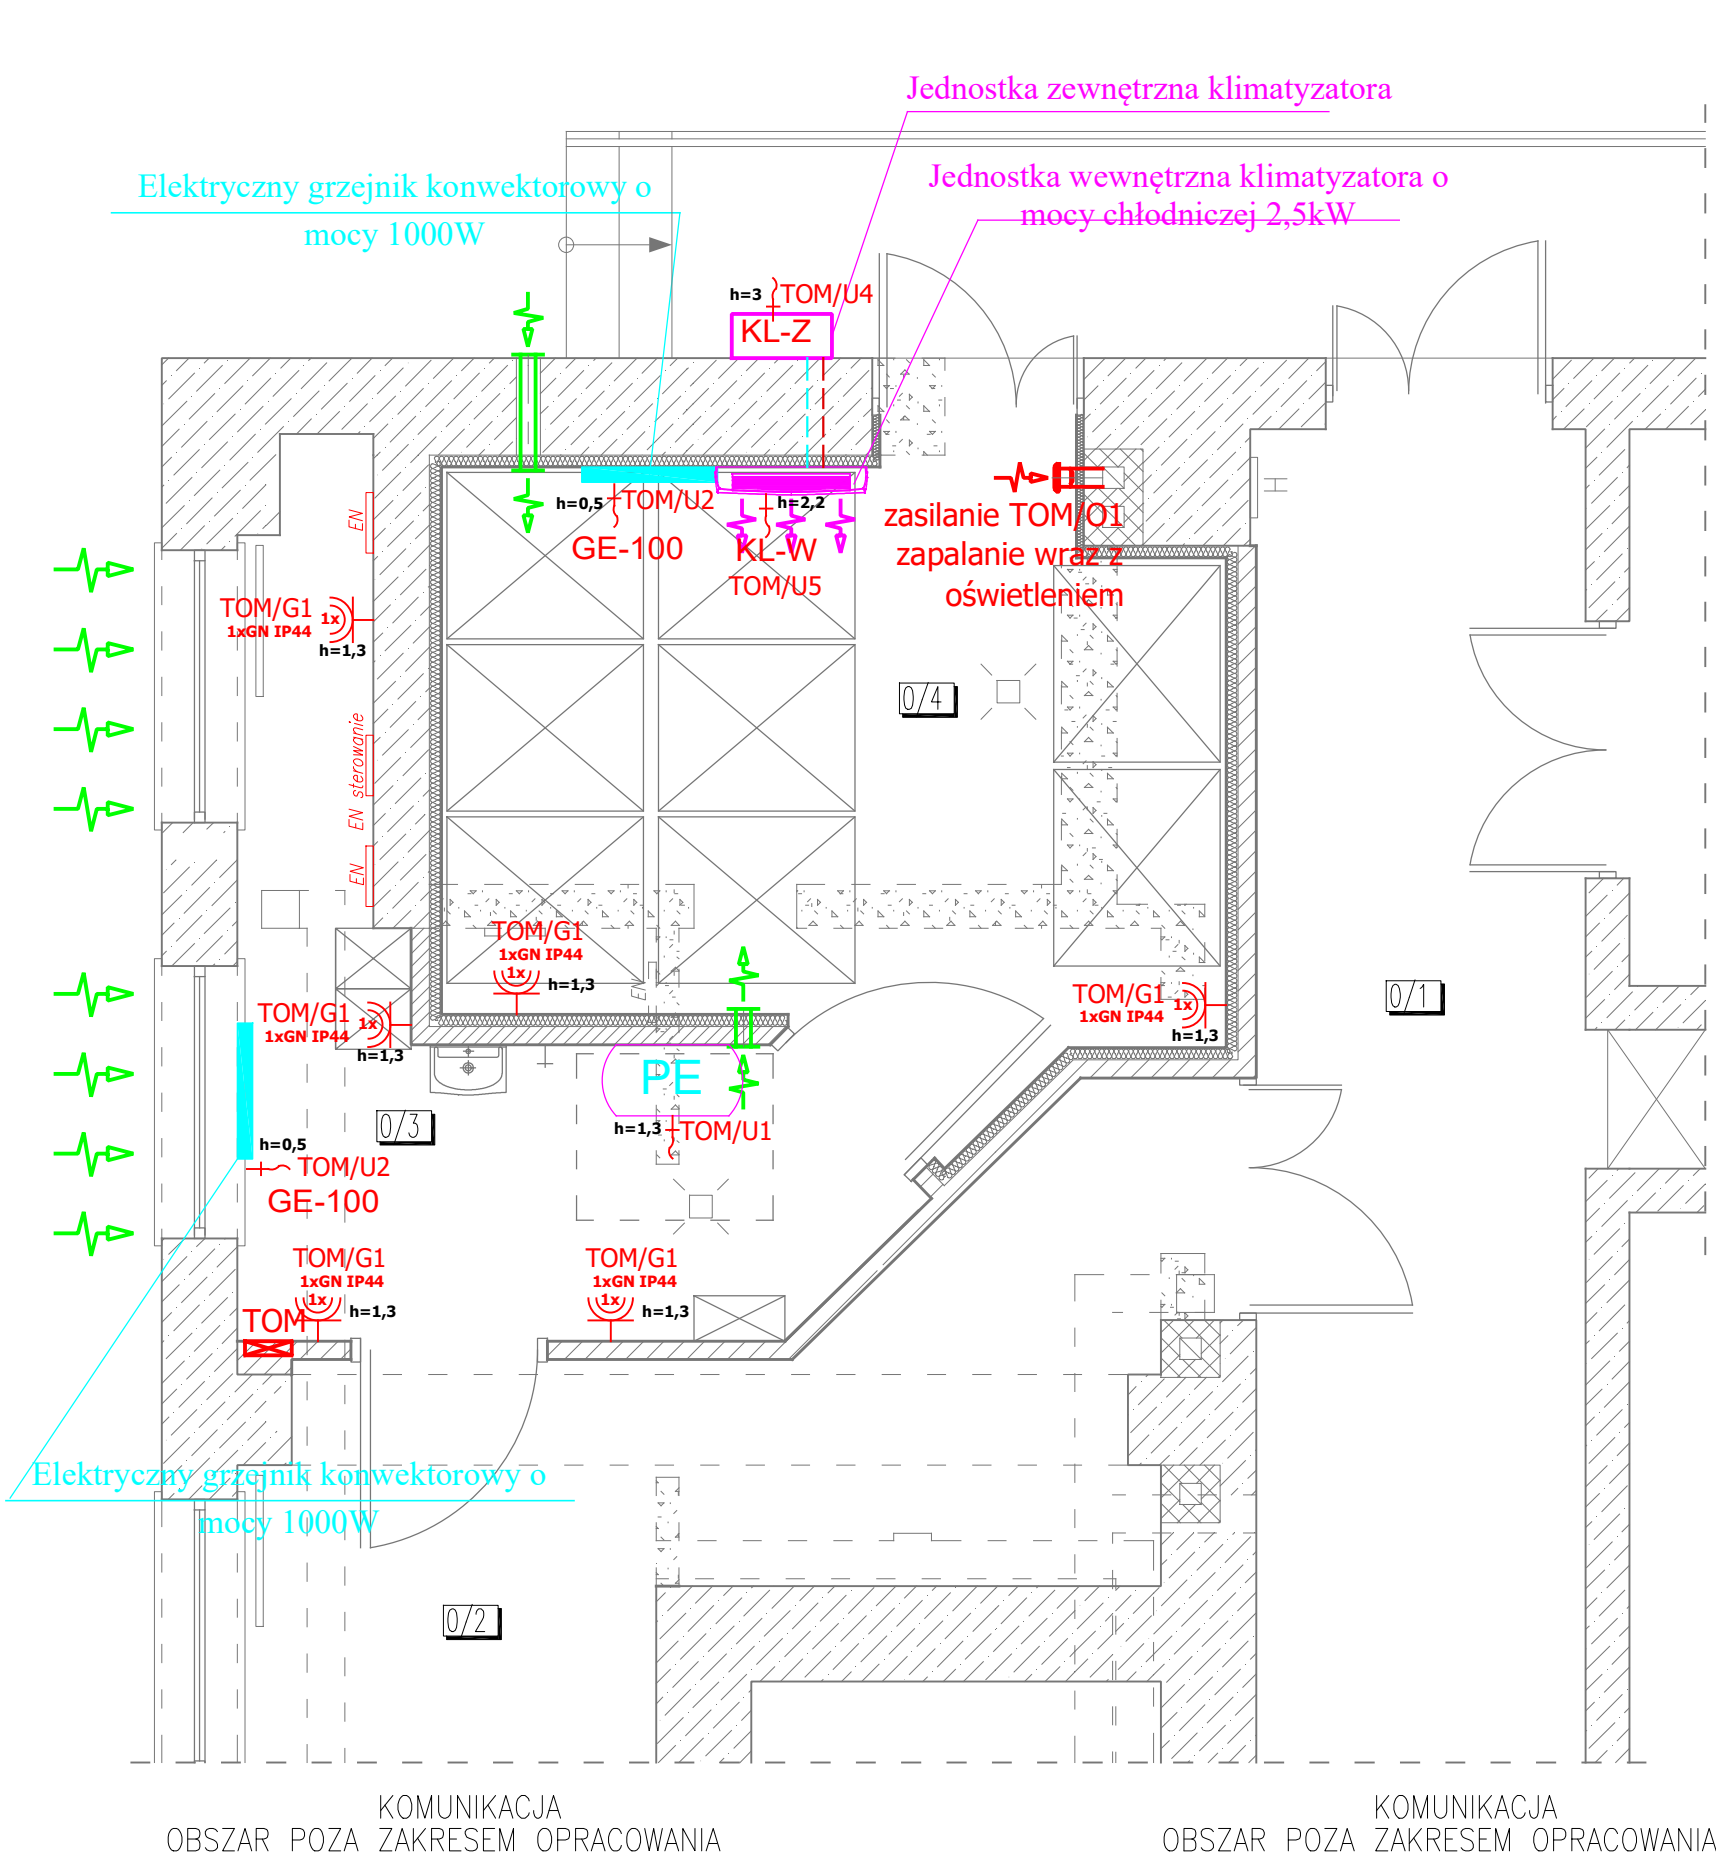 Jednostka zewnętrzna klimatyzatora
Elektryczny grzejnik konwektorowy o
mocy 1000W
Jednostka wewnętrzna klimatyzatora o
mocy chłodniczej 2,5kW
h=3
TOM/U4
KL-Z
h=0,5
TOM/U2
GE-100
h=2,2
KL-W
TOM/U5
zasilanie TOM/O1
zapalanie wraz z
oświetleniem
H
EN
TOM/G1
1xGN IP44
1x
h=1,3
0/4
EN sterowanie
EN
TOM/G1
1xGN IP44
1x
h=1,3
EN
TOM/G1
1xGN IP44
1x
h=1,3
TOM/G1
1xGN IP44
1x
h=1,3
0/1
PE
h=1,3
TOM/U1
0/3
h=0,5
TOM/U2
GE-100
TOM/G1
1xGN IP44
1x
h=1,3
TOM/G1
1xGN IP44
1x
h=1,3
TOM
Elektryczny grzejnik konwektorowy o
mocy 1000W
0/2
KOMUNIKACJA
OBSZAR POZA ZAKRESEM OPRACOWANIA
KOMUNIKACJA
OBSZAR POZA ZAKRESEM OPRACOWANIA